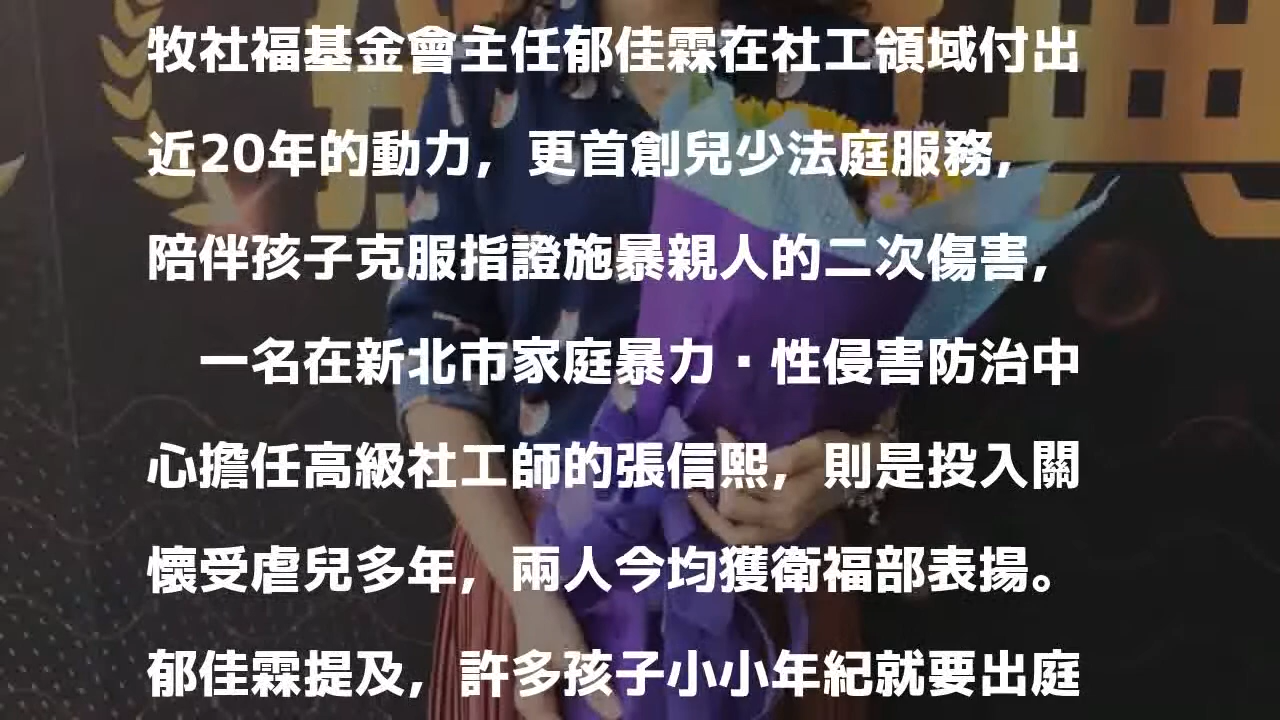 牧社福基金會主任郁佳霖在社工領域付出
近20年的動力，更首創兒少法庭服務，
陪伴孩子克服指證施暴親人的二次傷害，
一名在新北市家庭暴力·性侵害防治中
心擔任高級社工師的張信熙，則是投入關
懷受虐兒多年，兩人今均獲衛福部表揚。
郁佳霖提及，許多孩子小小年紀就要出庭